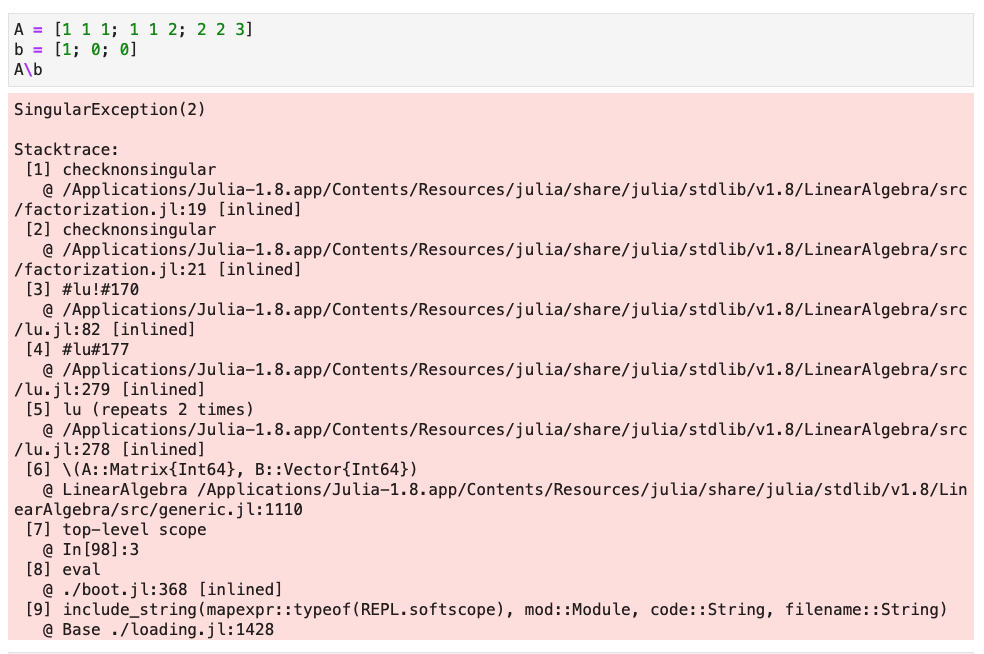 A = [1 1 1; 1 1 2; 2 2 3]
b = [1; 0; 0]
A\b
SingularException(2)
Stacktrace:
 [1] checknonsingular
   @ /Applications/Julia-1.8.app/Contents/Resources/julia/share/julia/stdlib/v1.8/LinearAlgebra/src
/factorization.jl:19 [inlined]
 [2] checknonsingular
   @ /Applications/Julia-1.8.app/Contents/Resources/julia/share/julia/stdlib/v1.8/LinearAlgebra/src
/factorization.jl:21 [inlined]
 [3] #lu!#170
   @ /Applications/Julia-1.8.app/Contents/Resources/julia/share/julia/stdlib/v1.8/LinearAlgebra/src
/lu.jl:82 [inlined]
 [4] #lu#177
   @ /Applications/Julia-1.8.app/Contents/Resources/julia/share/julia/stdlib/v1.8/LinearAlgebra/src
/lu.jl:279 [inlined]
 [5] lu (repeats 2 times)
   @ /Applications/Julia-1.8.app/Contents/Resources/julia/share/julia/stdlib/v1.8/LinearAlgebra/src
/lu.jl:278 [inlined]
 [6] \(A::Matrix{Int64}, B::Vector{Int64})
   @ LinearAlgebra /Applications/Julia-1.8.app/Contents/Resources/julia/share/julia/stdlib/v1.8/Lin
earAlgebra/src/generic.jl:1110
 [7] top-level scope
   @ In[98]:3
 [8] eval
   @ ./boot.jl:368 [inlined]
 [9] include_string(mapexpr::typeof(REPL.softscope), mod::Module, code::String, filename::String)
   @ Base ./loading.jl:1428